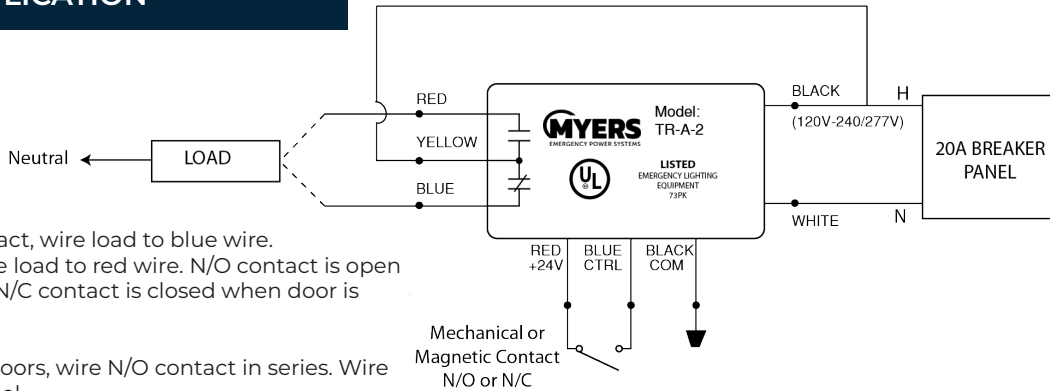 RED
YELLOW
BLUE
Neutral
LOAD
MYERS
EMERGENCY POWER SYSTEMS
Model:
TR-A-2
UL
LISTED
EMERGENCY LIGHTING
EQUIPMENT
73PK
BLACK
H
(120V-240/277V)
20A BREAKER
PANEL
WHITE
N
act, wire load to blue wire.
load to red wire. N/O contact is open
N/C contact is closed when door is
oors, wire N/O contact in series. Wire
RED
+24V
BLUE
CTRL
BLACK
COM
Mechanical or
Magnetic Contact
N/O or N/C